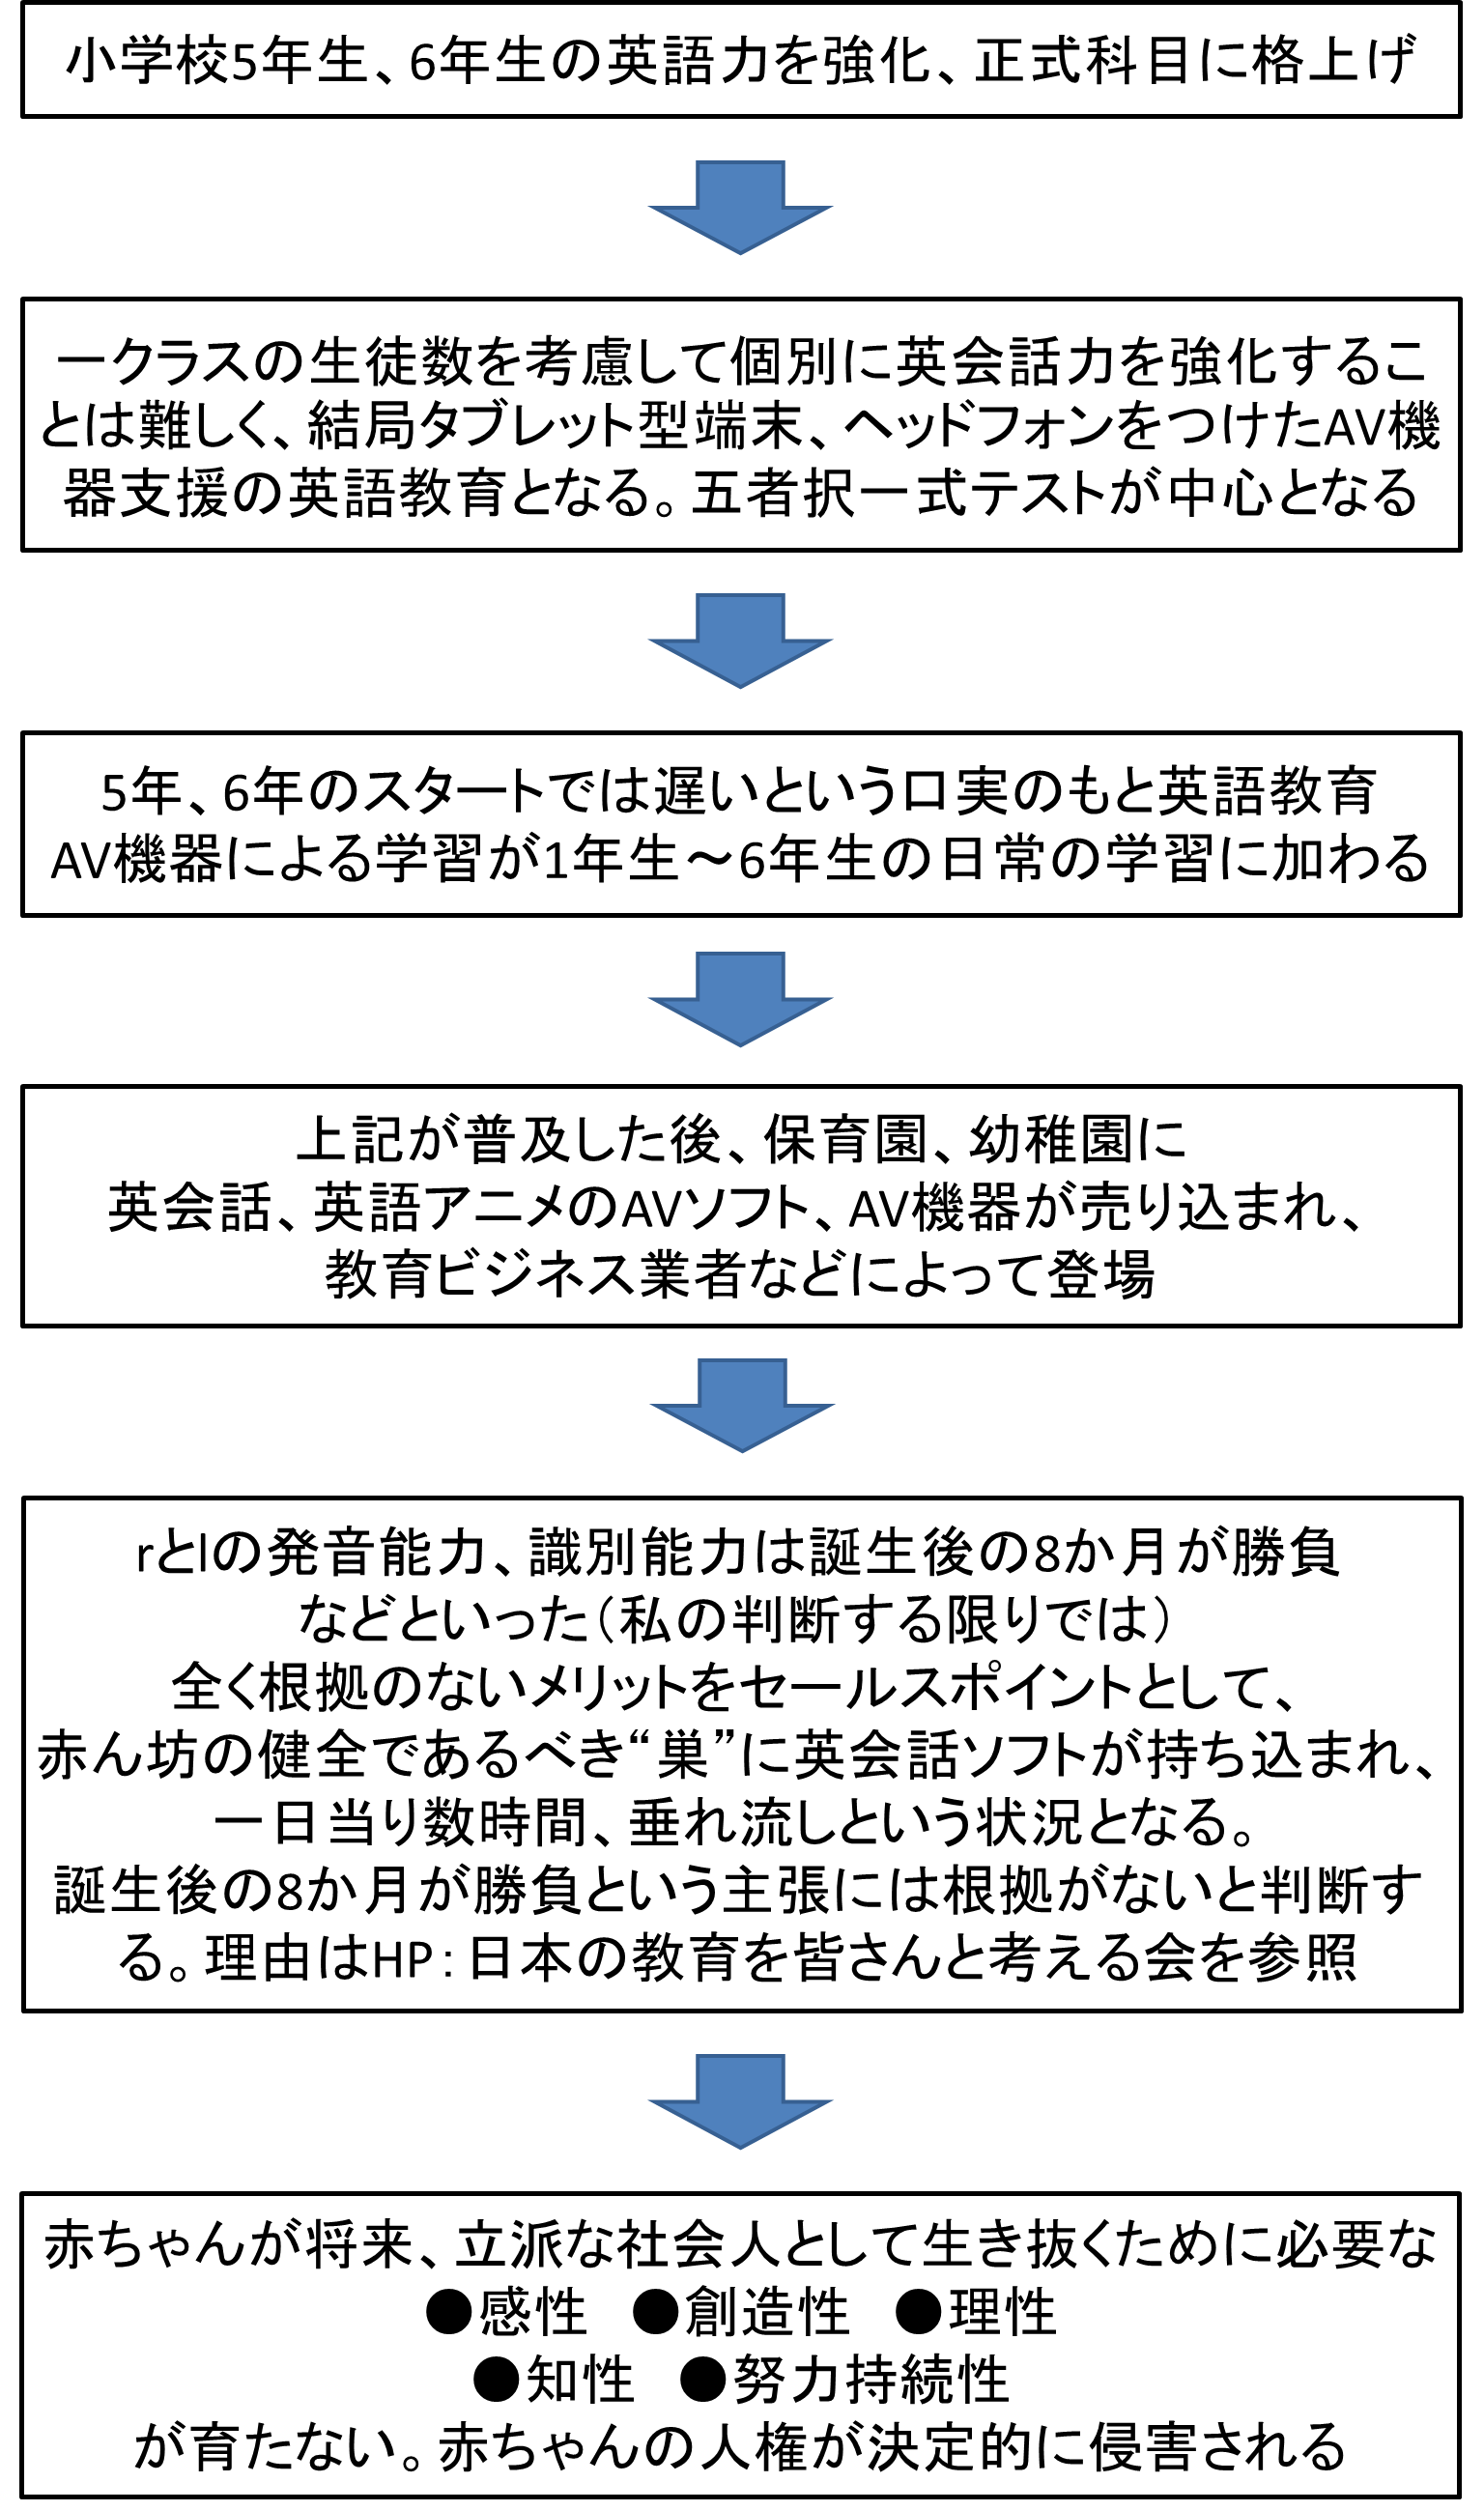 小学校5年生、6年生の英語力を強化、正式科目に格上げ
一クラスの生徒数を考慮して個別に英会話力を強化するこ
とは難しく、結局タブレット型端末、ヘッドフォンをつけたAV機
器支援の英語教育となる。五者択一式テストが中心となる
5年、6年のスタートでは遅いという口実のもと英語教育
AV機器による学習が1年生～6年生の日常の学習に加わる
上記が普及した後、保育園、幼稚園に
英会話、英語アニメのAVソフト、AV機器が売り込まれ、
教育ビジネス業者などによって登場
rとlの発音能力、識別能力は誕生後の8か月が勝負
などといった（私の判断する限りでは）
全く根拠のないメリットをセールスポイントとして、
赤ん坊の健全であるべき“巣”に英会話ソフトが持ち込まれ、
一日当り数時間、垂れ流しという状況となる。
誕生後の8か月が勝負という主張には根拠がないと判断す
る。理由はHP：日本の教育を皆さんと考える会を参照
赤ちゃんが将来、立派な社会人として生き抜くために必要な
●感性 ●創造性 ●理性
●知性 ●努力持続性
が育たない。赤ちゃんの人権が決定的に侵害される